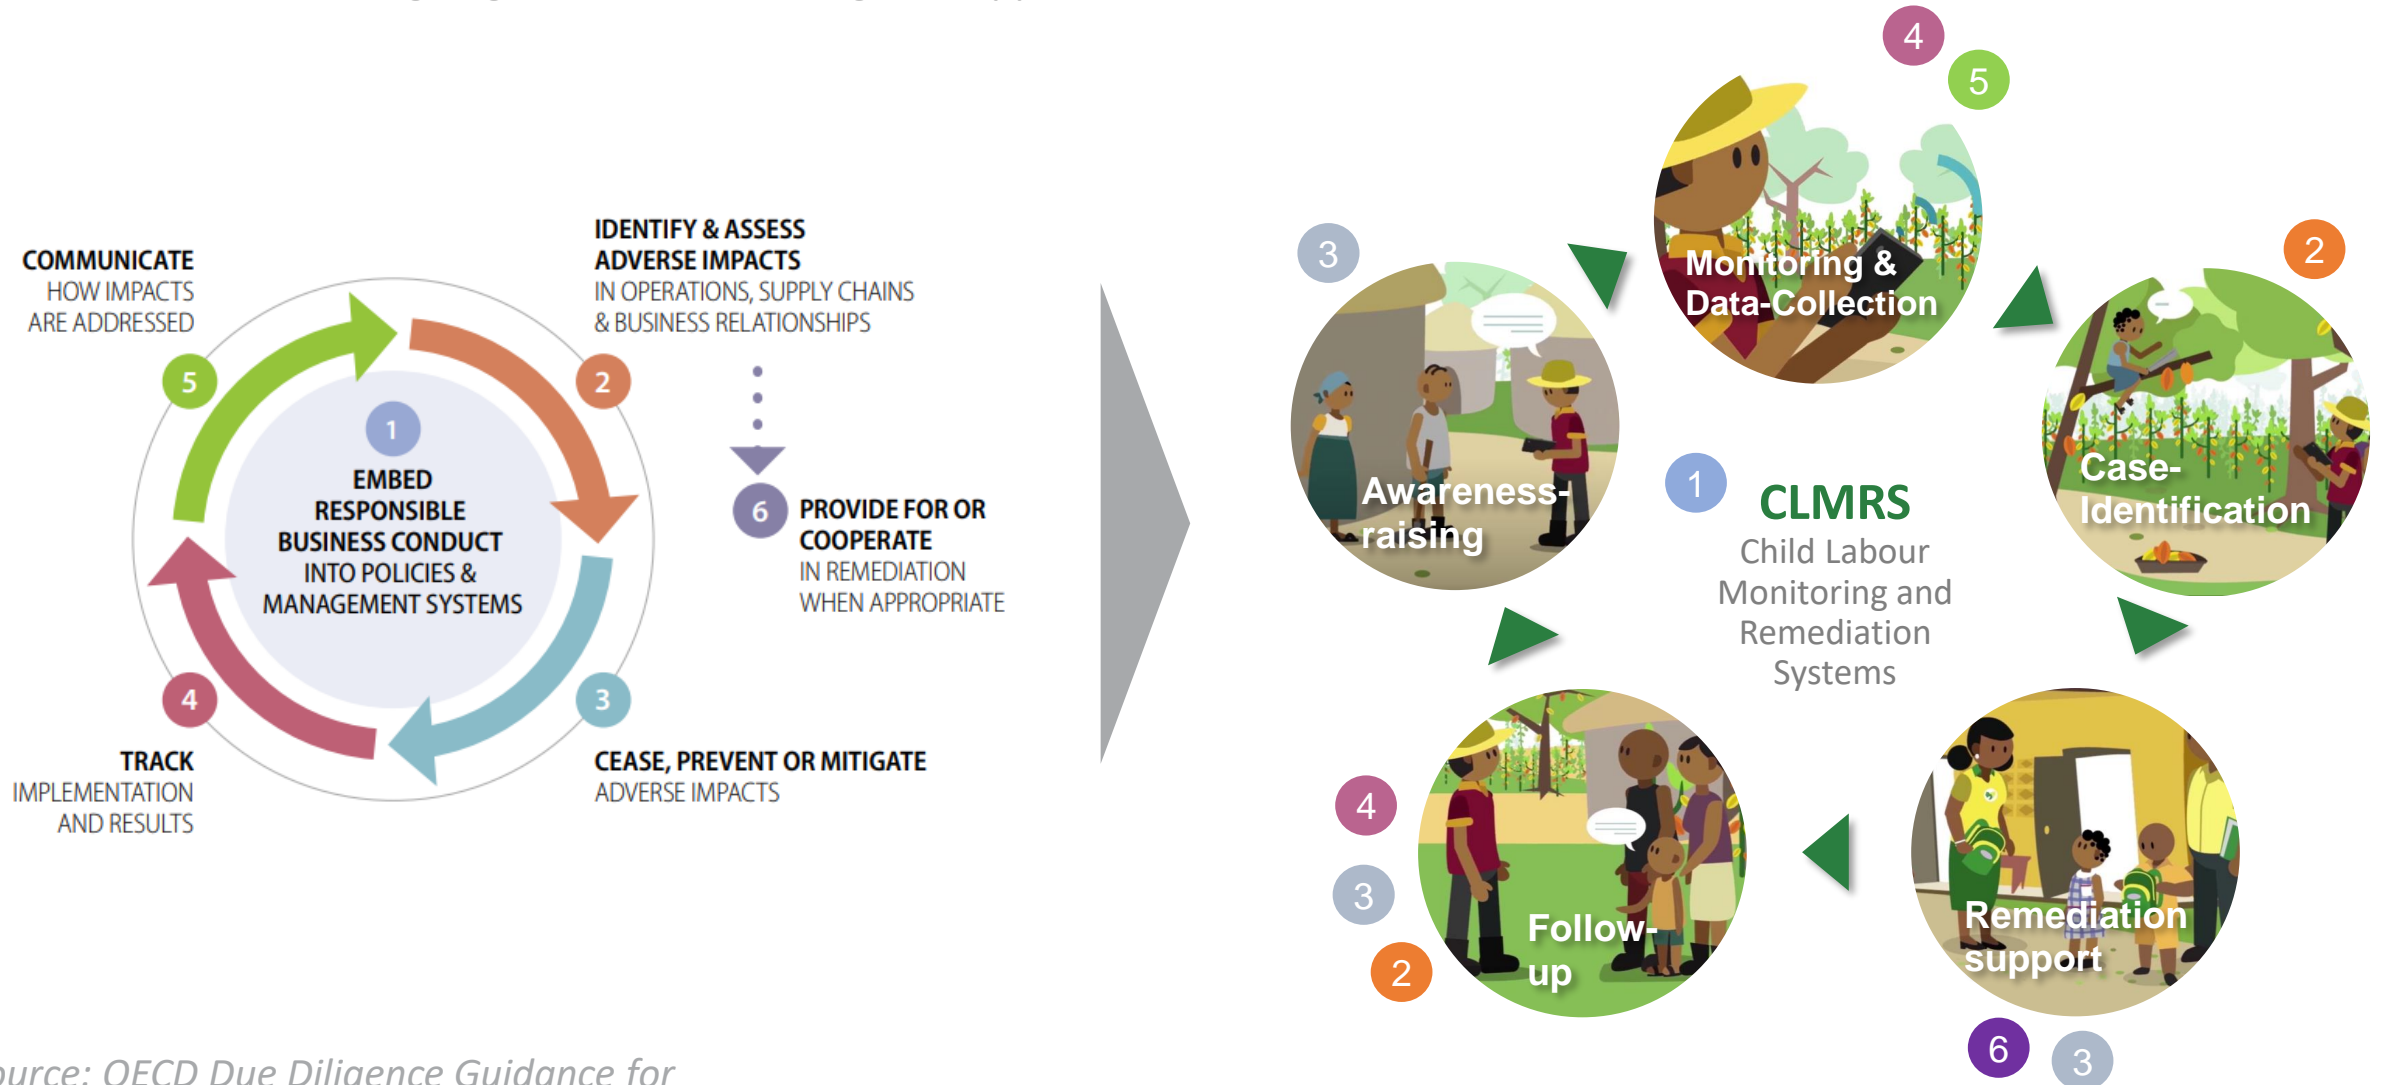 COMMUNICATE
HOW IMPACTS
ARE ADDRESSED
5
IDENTIFY & ASSESS
ADVERSE IMPACTS
IN OPERATIONS, SUPPLY CHAINS
& BUSINESS RELATIONSHIPS
2
1
EMBED
RESPONSIBLE
BUSINESS CONDUCT
INTO POLICIES &
MANAGEMENT SYSTEMS
6
PROVIDE FOR OR
COOPERATE
IN REMEDIATION
WHEN APPROPRIATE
4
TRACK
IMPLEMENTATION
AND RESULTS
3
CEASE, PREVENT OR MITIGATE
ADVERSE IMPACTS
4
5
Monitoring &
Data-Collection
2
Case-
Identification
3
Awareness-
raising
1
CLMRS
Child Labour
Monitoring and
Remediation
Systems
4
3
2
Follow-
up
Remediation
support
6
3
OECD Due Diligence Guidance for